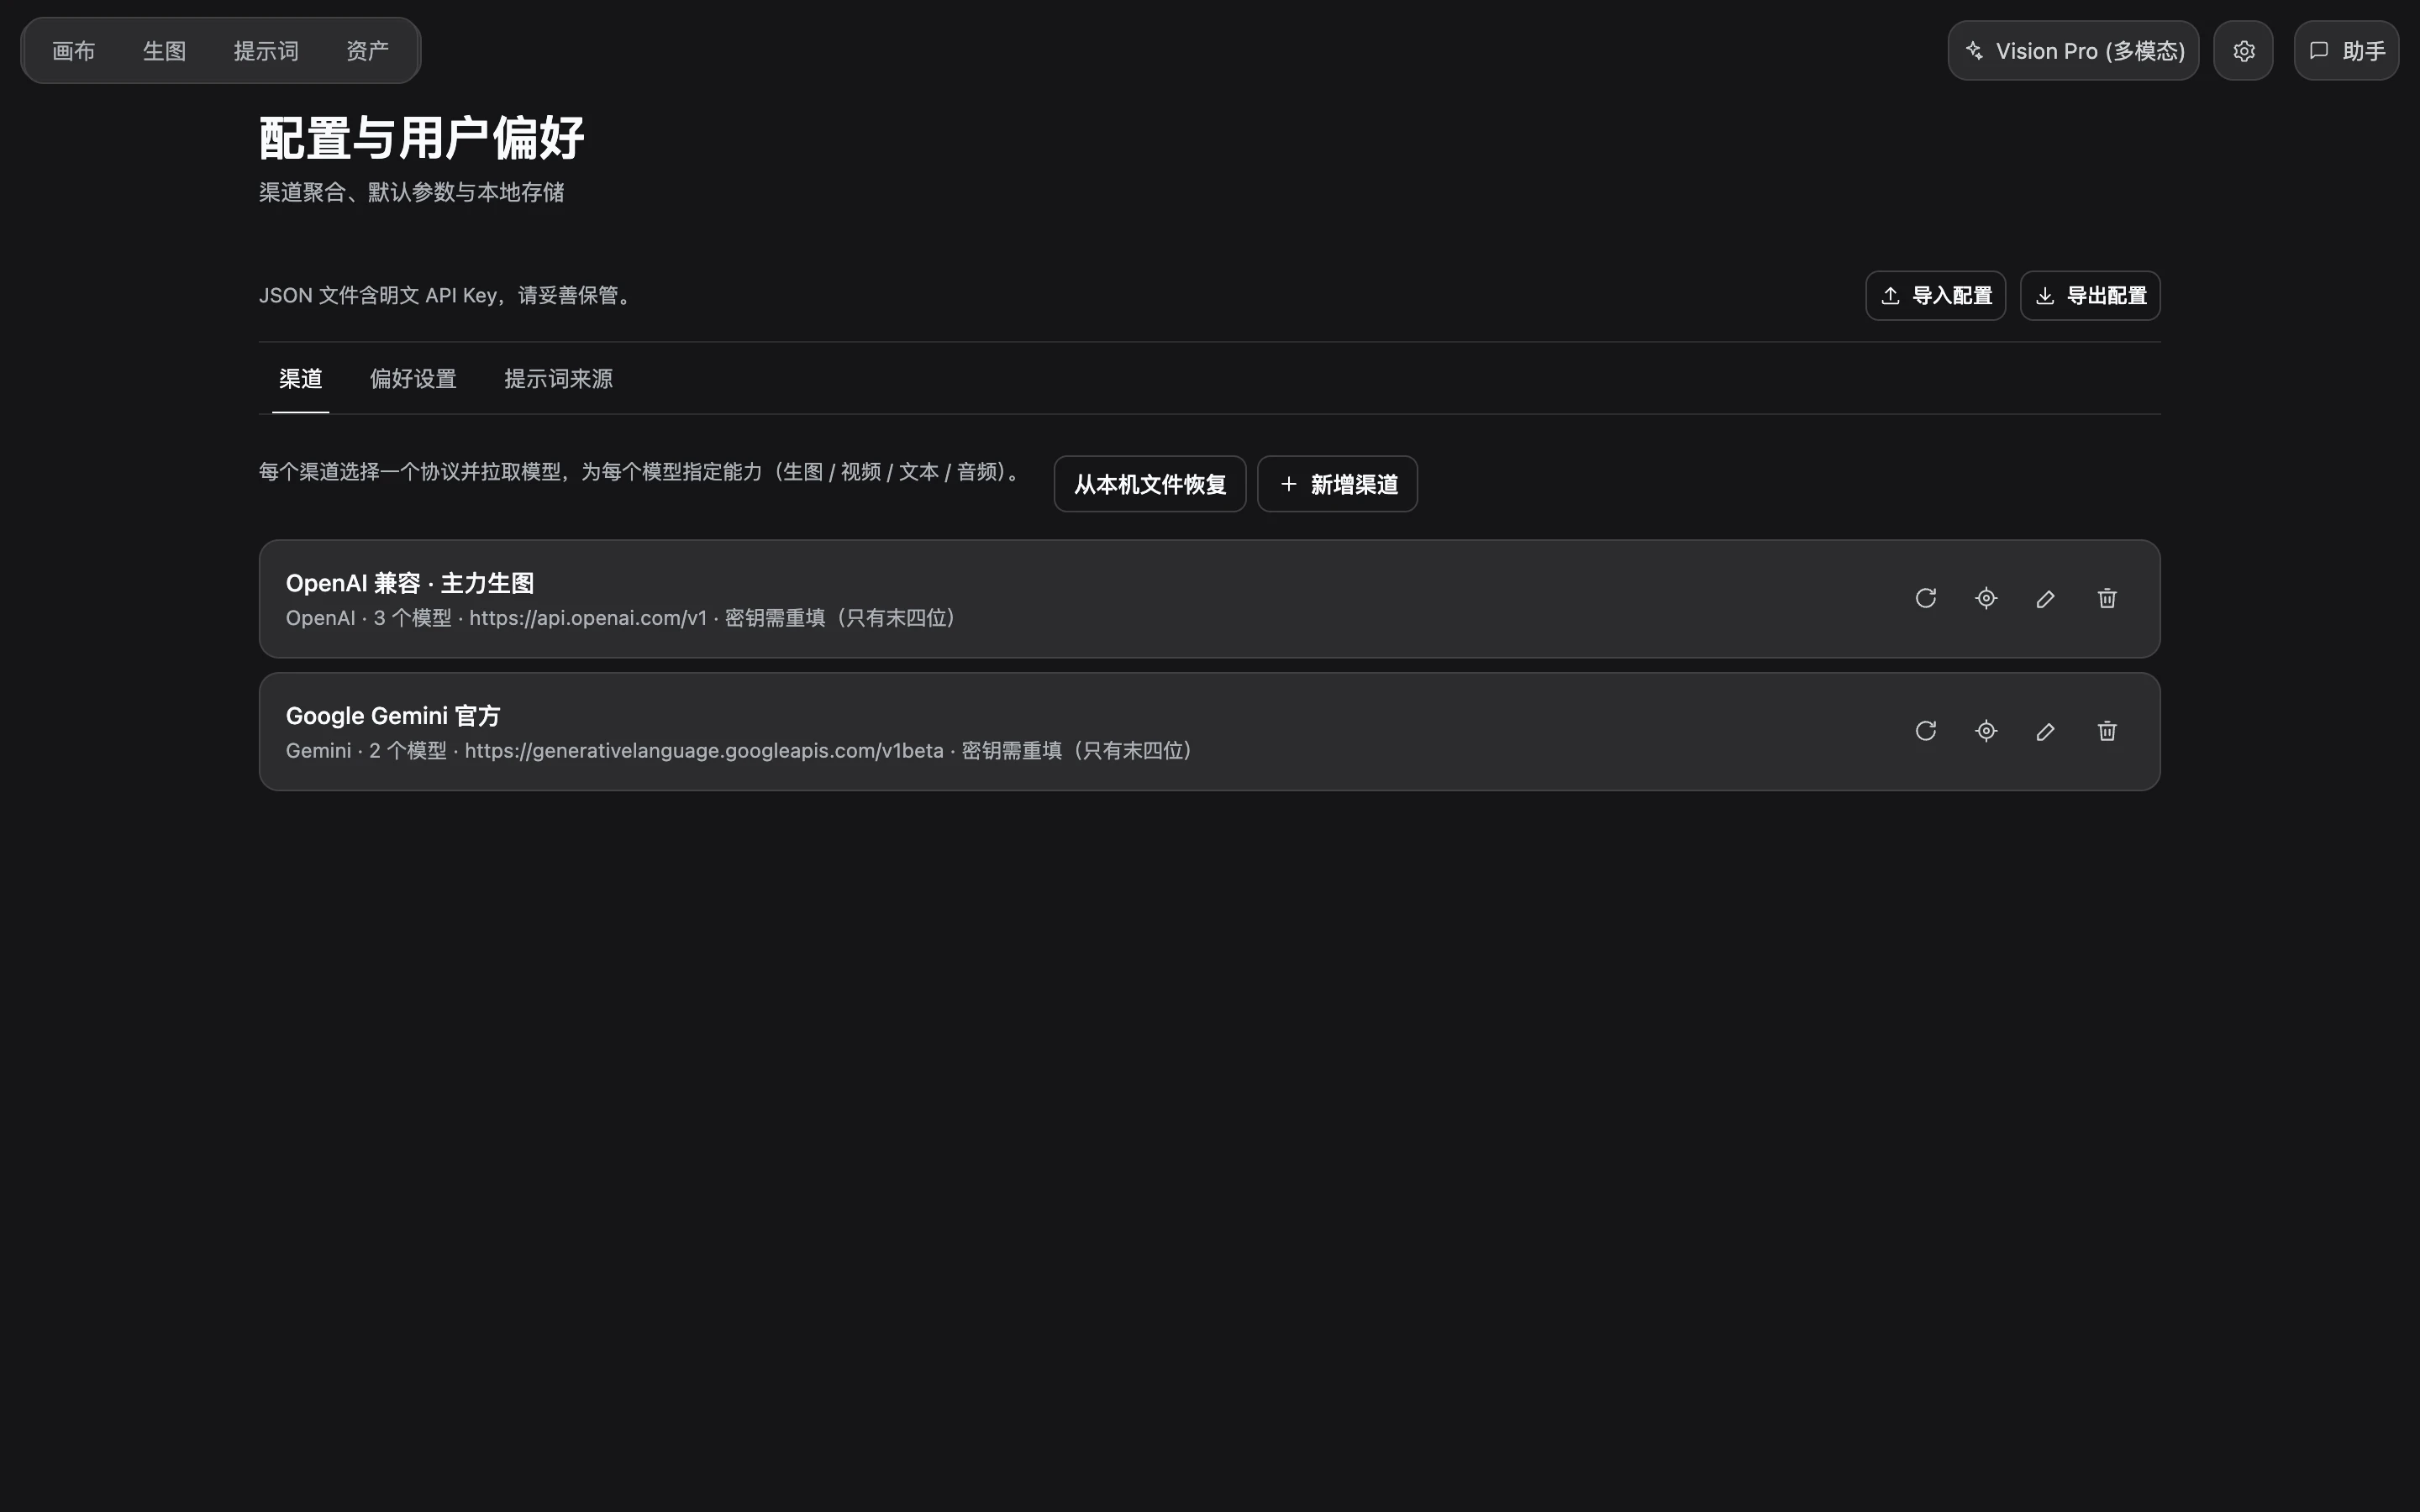 画布 生图 提示词 资产 Vision Pro (多模态) 助手
配置与用户偏好
渠道聚合、默认参数与本地存储
JSON 文件含明文 API Key，请妥善保管。 导入配置 导出配置
渠道 偏好设置 提示词来源
每个渠道选择一个协议并拉取模型，为每个模型指定能力（生图 / 视频 / 文本 / 音频）。 从本机文件恢复 + 新增渠道
OpenAI 兼容 · 主力生图
OpenAI · 3 个模型 · https://api.openai.com/v1 · 密钥需重填（只有末四位）
Google Gemini 官方
Gemini · 2 个模型 · https://generativelanguage.googleapis.com/v1beta · 密钥需重填（只有末四位）